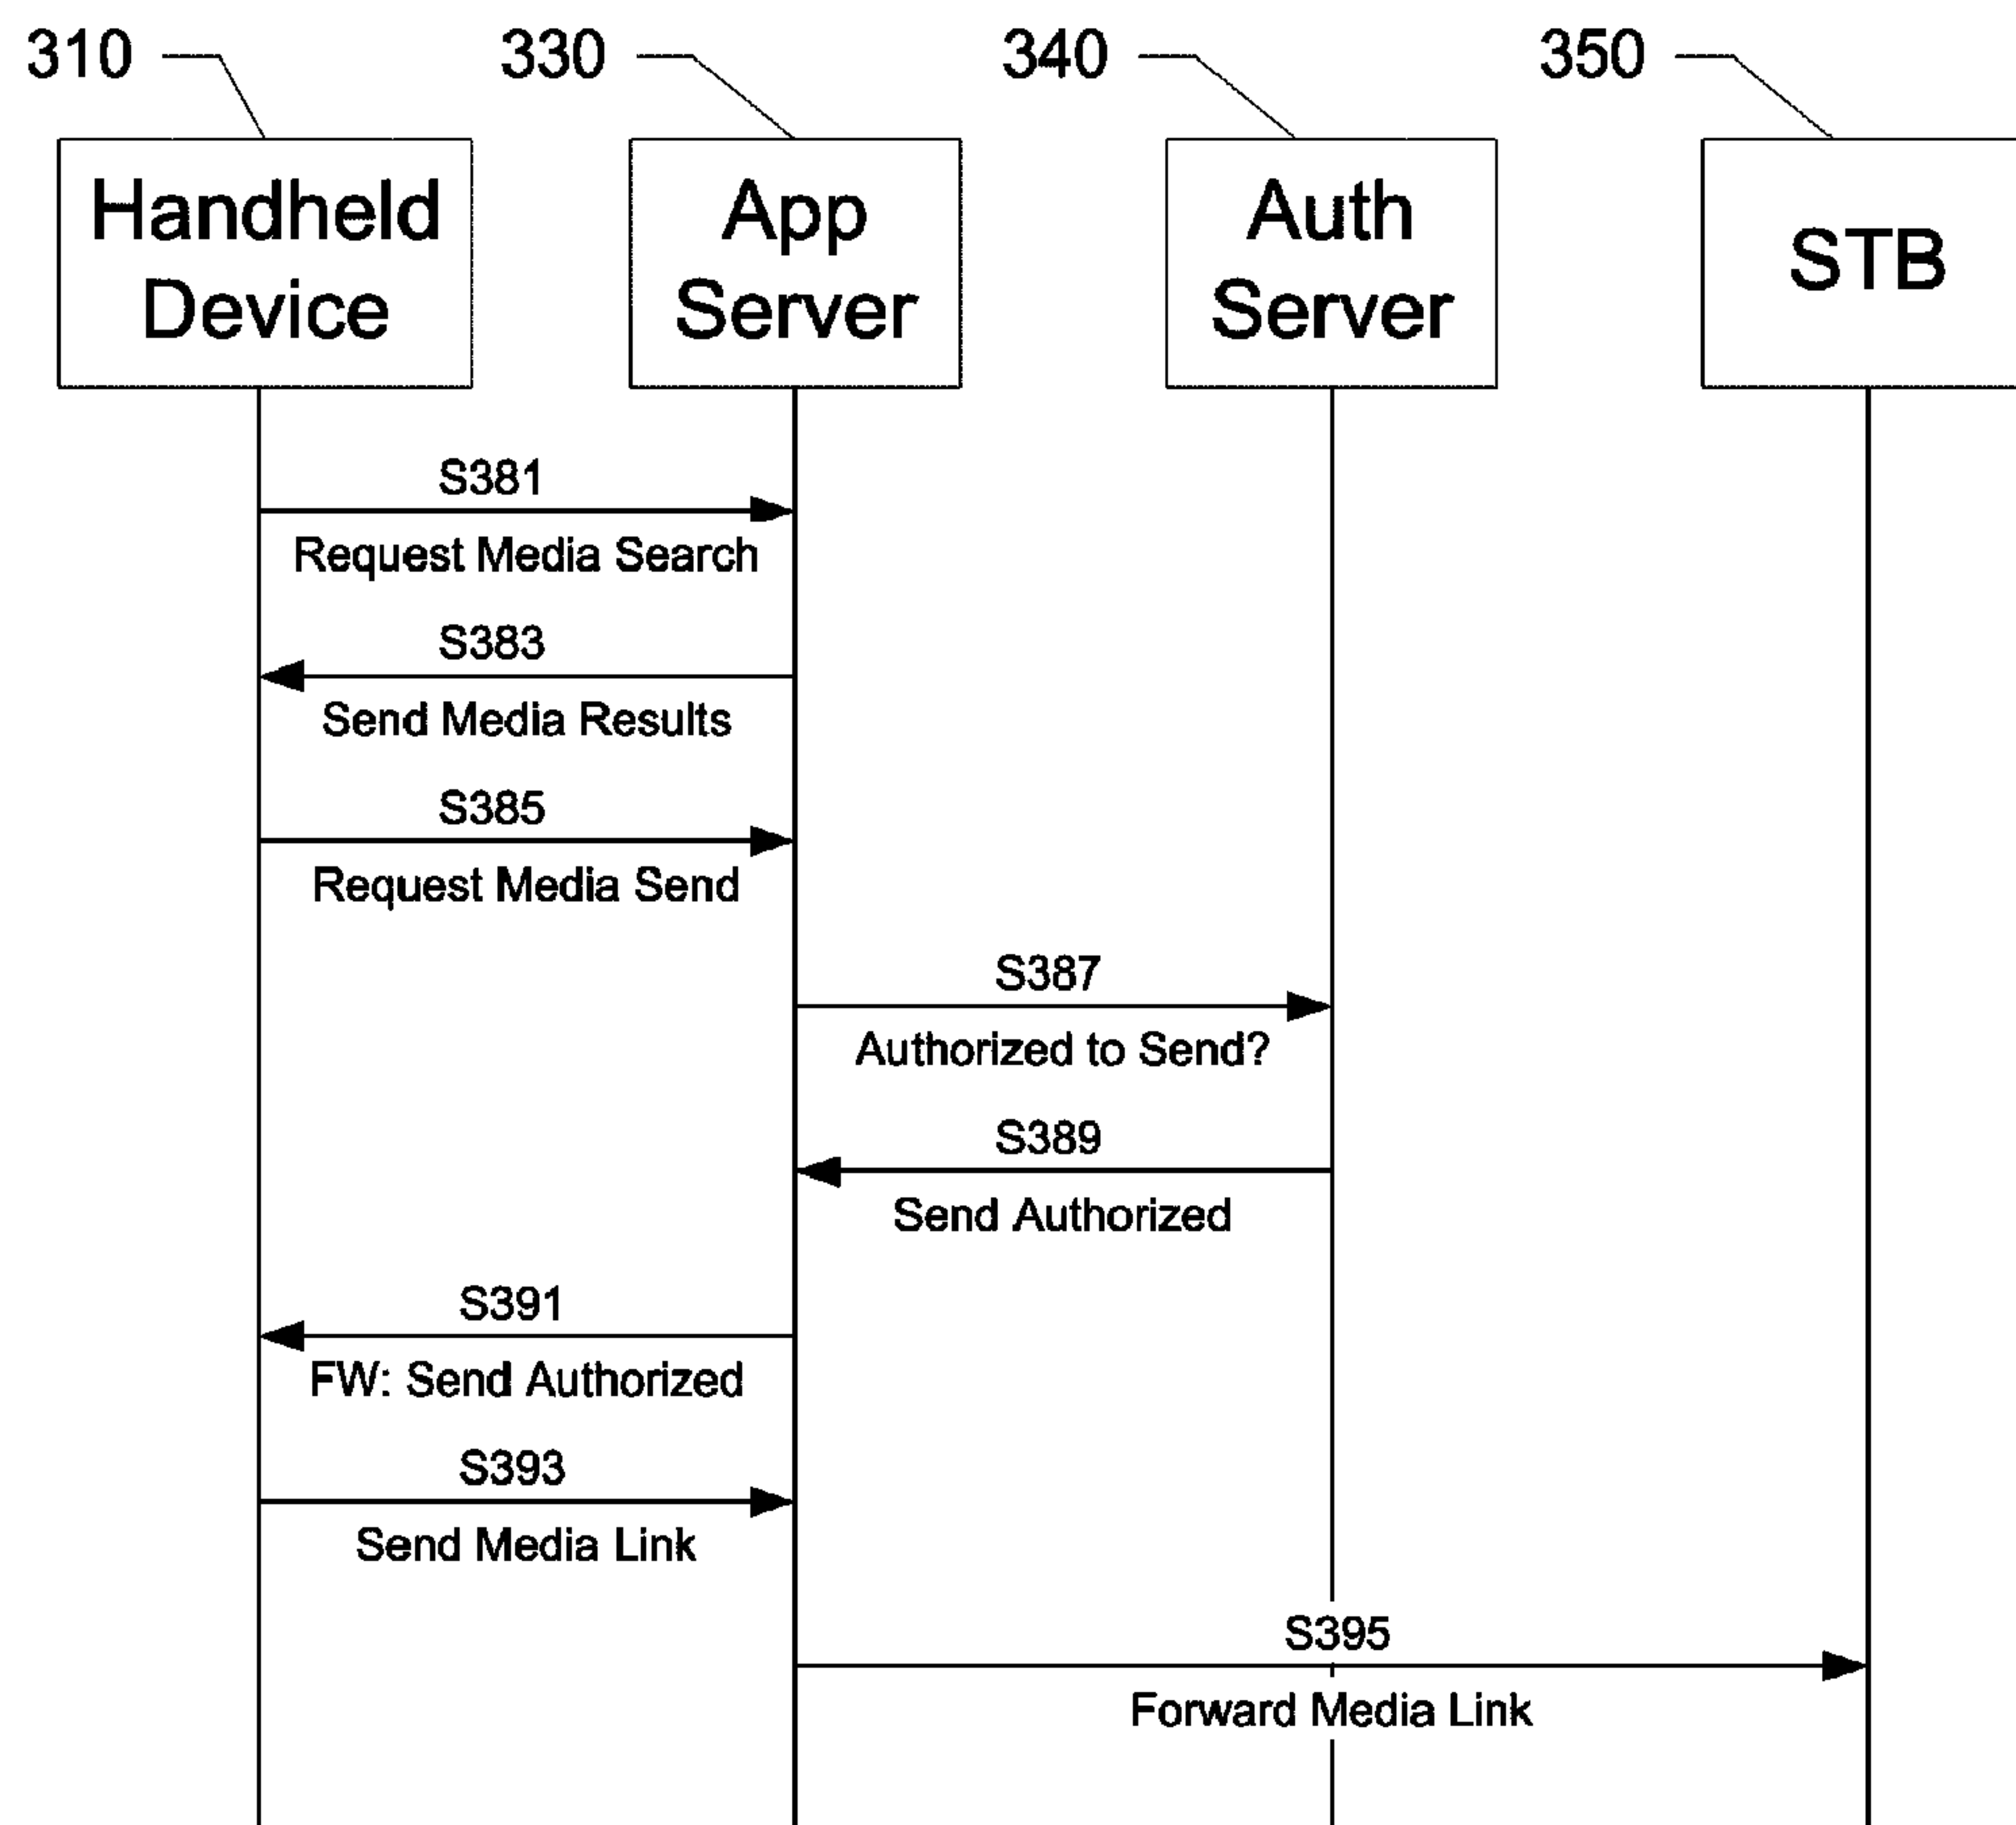 310
330
340
350
Handheld
Device
App
Server
Auth
Server
STB
S381
Request Media Search
S383
Send Media Results
S385
Request Media Send
S387
Authorized to Send?
S389
Send Authorized
S391
FW: Send Authorized
S393
Send Media Link
S395
Forward Media Link